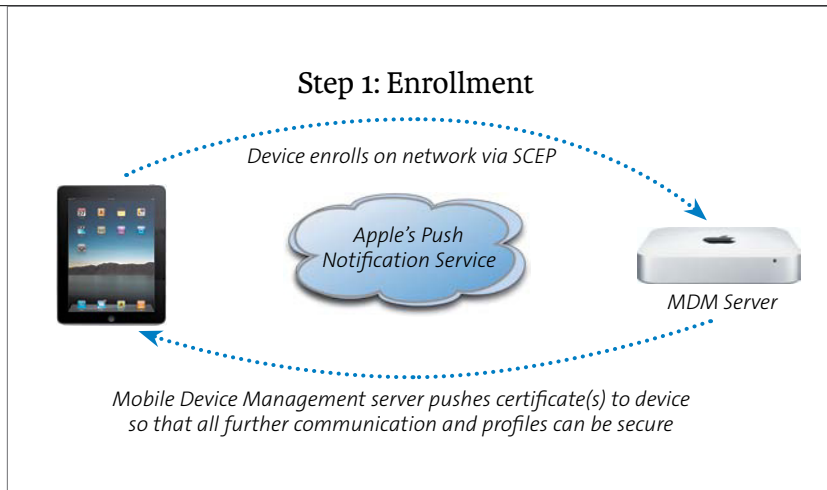 Step 1: Enrollment
Device enrolls on network via SCEP
Apple's Push
Notification Service
MDM Server
Mobile Device Management server pushes certificate(s) to device
so that all further communication and profiles can be secure